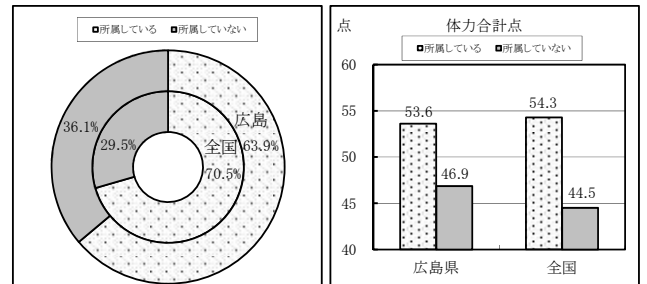 □所属している ■所属していない
広島
36.1%
63.9%
全国
29.5%
70.5%
点
体力合計点
□所属している ■所属していない
60
55
50
45
40
53.6
46.9
54.3
44.5
広島県
全国